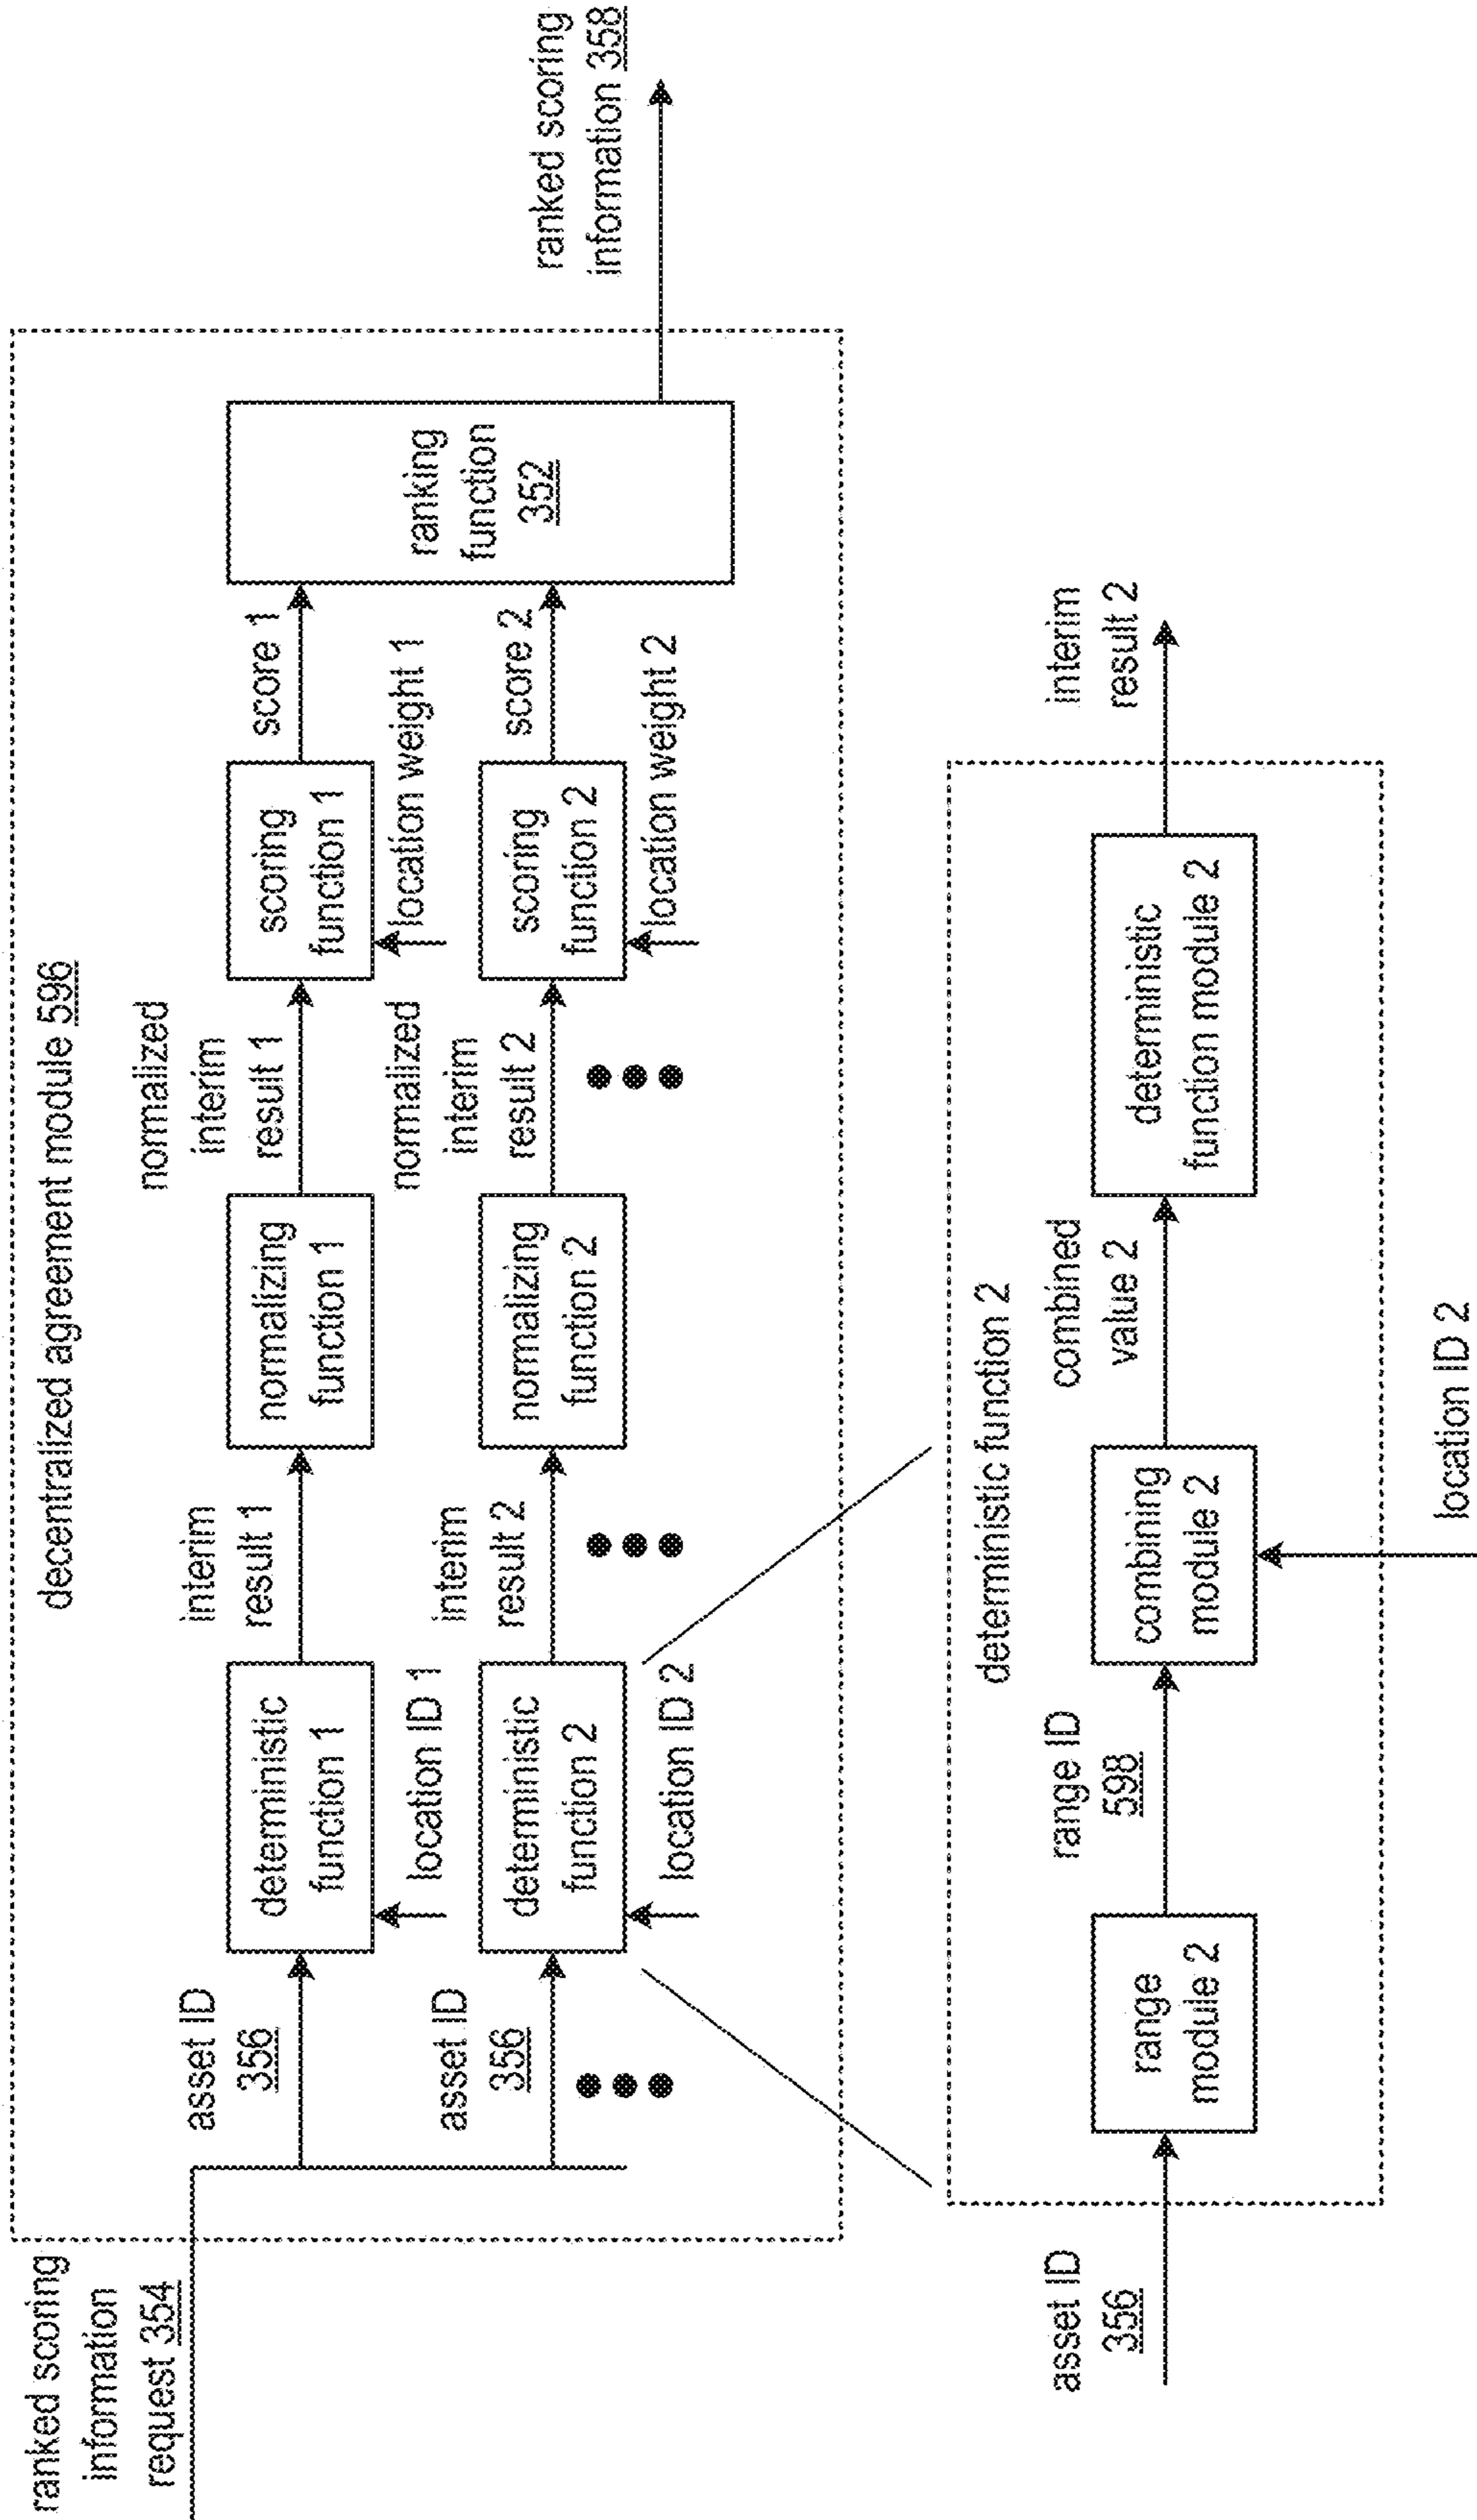 ranked scoring
information
request 354
decentralized agreement module 596
asset ID
356
deterministic
function 1
location ID 1
interim
result 1
normalizing
function 1
normalized
interim
result 1
scoring
function 1
location weight 1
score 1
asset ID
356
deterministic
function 2
location ID 2
interim
result 2
normalizing
function 2
normalized
interim
result 2
scoring
function 2
location weight 2
score 2
ranking
function
352
ranked scoring
information 358
deterministic function 2
asset ID
356
range
module 2
range ID
598
combining
module 2
location ID 2
combined
value 2
deterministic
function module 2
interim
result 2